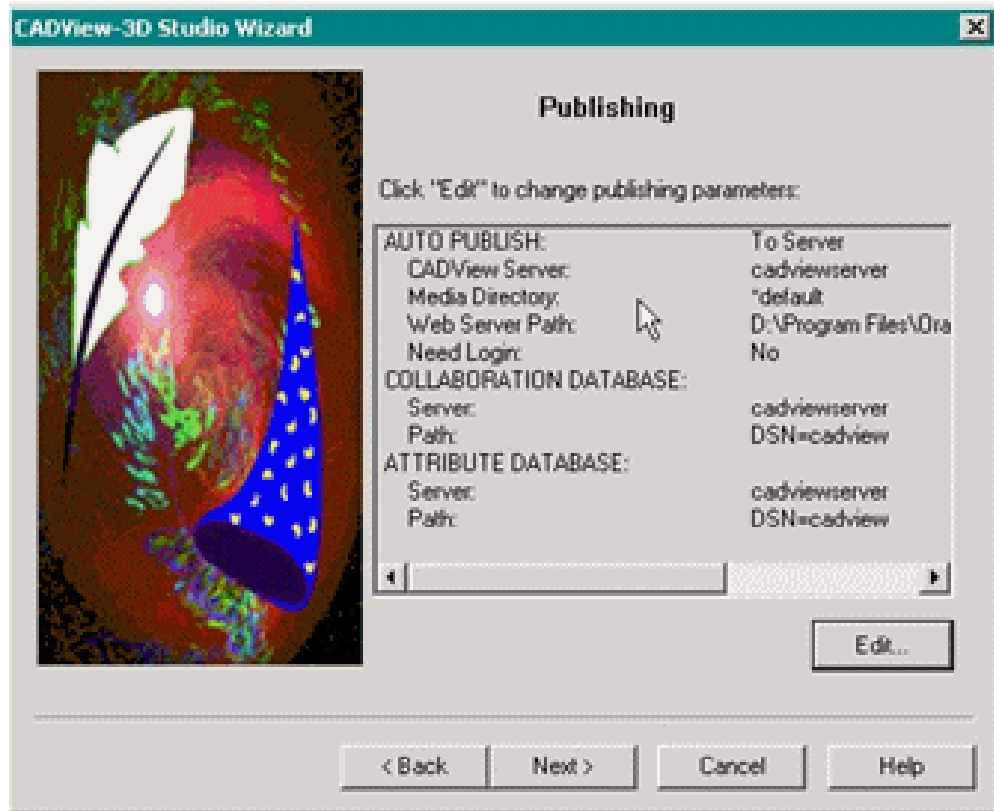 CADView-3D Studio Wizard
Publishing
Click "Edit" to change publishing parameters:
AUTO PUBLISH: To Server
CADView Server: cadviewserver
Media Directory: *default
Web Server Path: D:\Program Files\Ora
Need Login: No
COLLABORATION DATABASE:
Server: cadviewserver
Path: DSN=cadview
ATTRIBUTE DATABASE:
Server: cadviewserver
Path: DSN=cadview
Edit...
< Back Next > Cancel Help